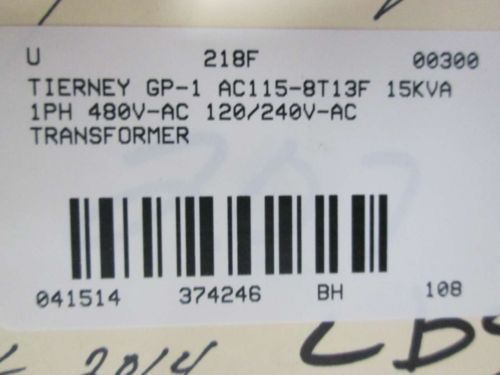 U 218F 00300
TIERNEY GP-1 AC115-8T13F 15KVA
1PH 480V-AC 120/240V-AC
TRANSFORMER
041514 374246 BH 108
2014